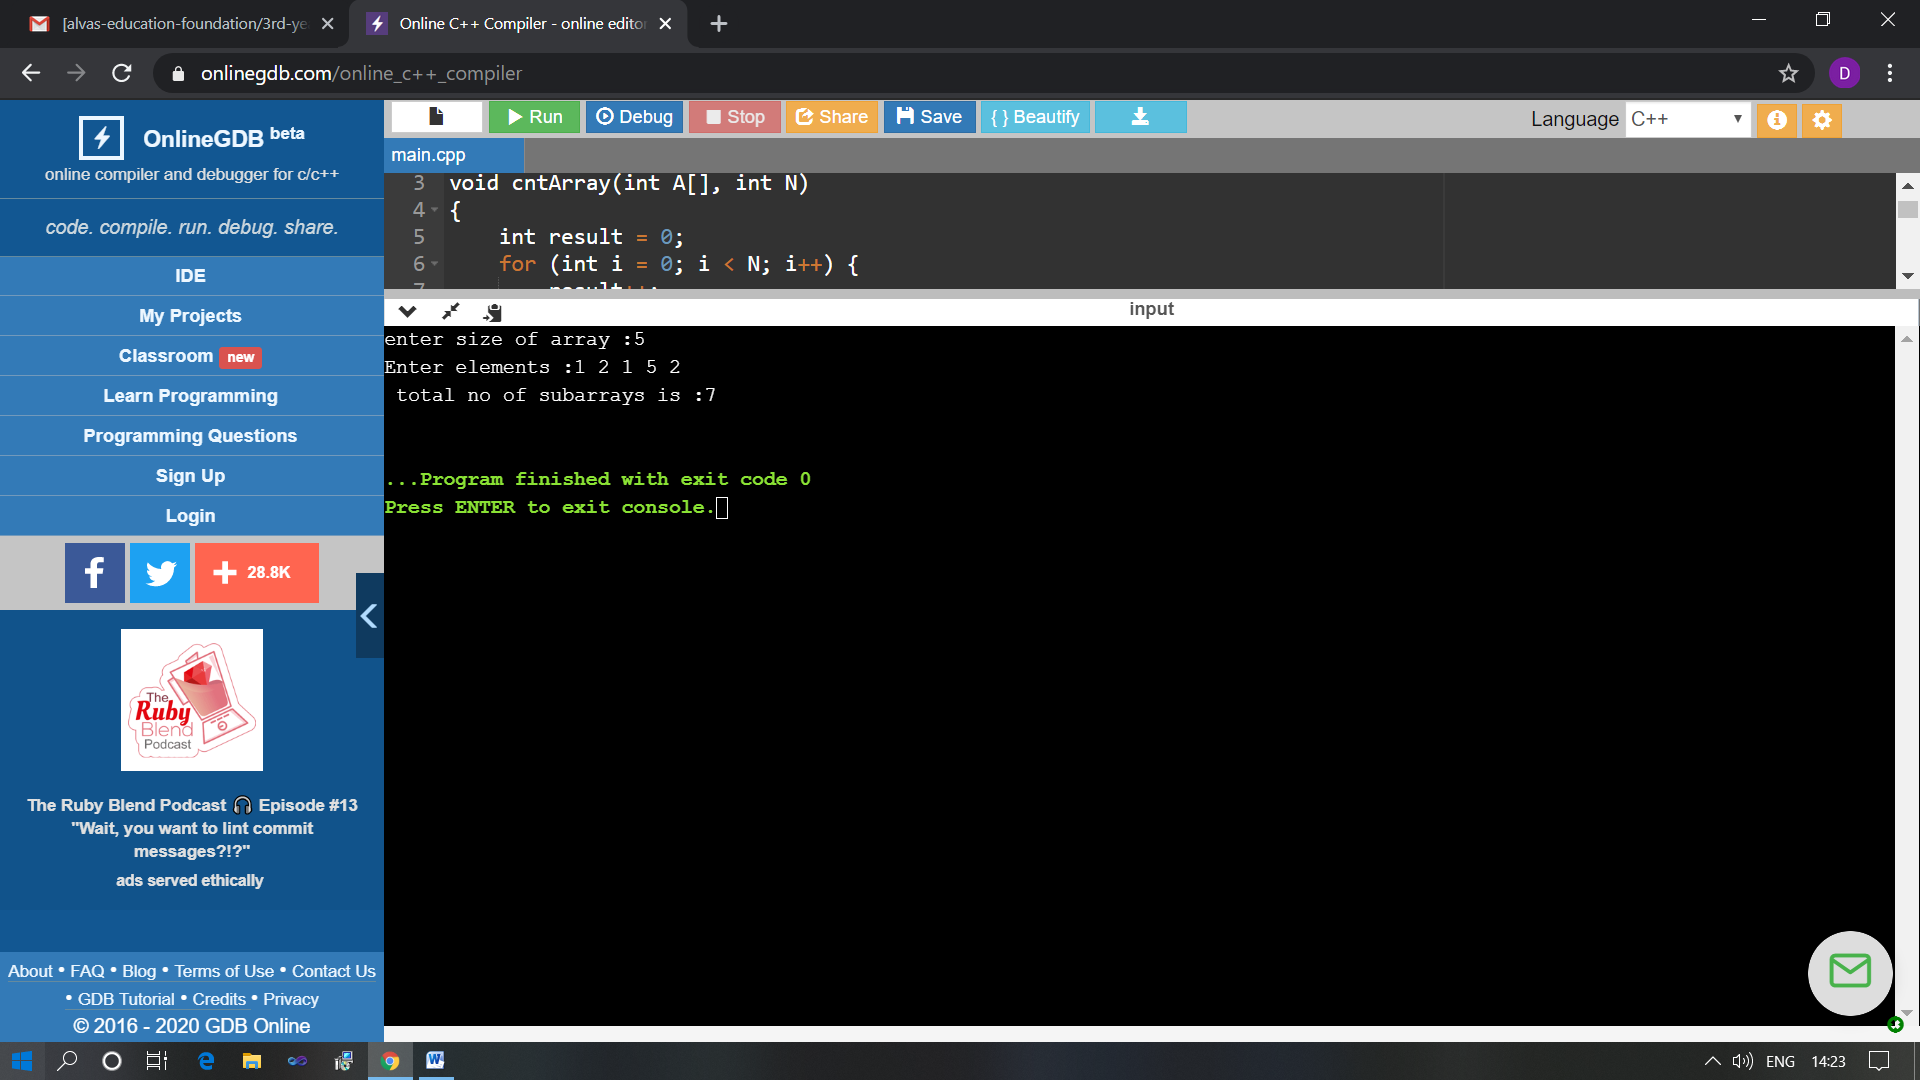 [alvas-education-foundation/3rd-ye
Online C++ Compiler - online edito
onlinegdb.com/online_c++_compiler
D
OnlineGDB beta
online compiler and debugger for c/c++
code. compile. run. debug. share.
IDE
My Projects
Classroom new
Learn Programming
Programming Questions
Sign Up
Login
f
+ 28.8K
The
Ruby
Blend
Podcast
The Ruby Blend Podcast 🎧 Episode #13
"Wait, you want to lint commit
messages?!?"
ads served ethically
About • FAQ • Blog • Terms of Use • Contact Us
• GDB Tutorial • Credits • Privacy
© 2016 - 2020 GDB Online
Run Debug Stop Share Save { } Beautify
Language C++
main.cpp
3 void cntArray(int A[], int N)
4 {
5 int result = 0;
6 for (int i = 0; i < N; i++) {
7 result++;
input
enter size of array :5
Enter elements :1 2 1 5 2
total no of subarrays is :7
...Program finished with exit code 0
Press ENTER to exit console.
ENG 14:23